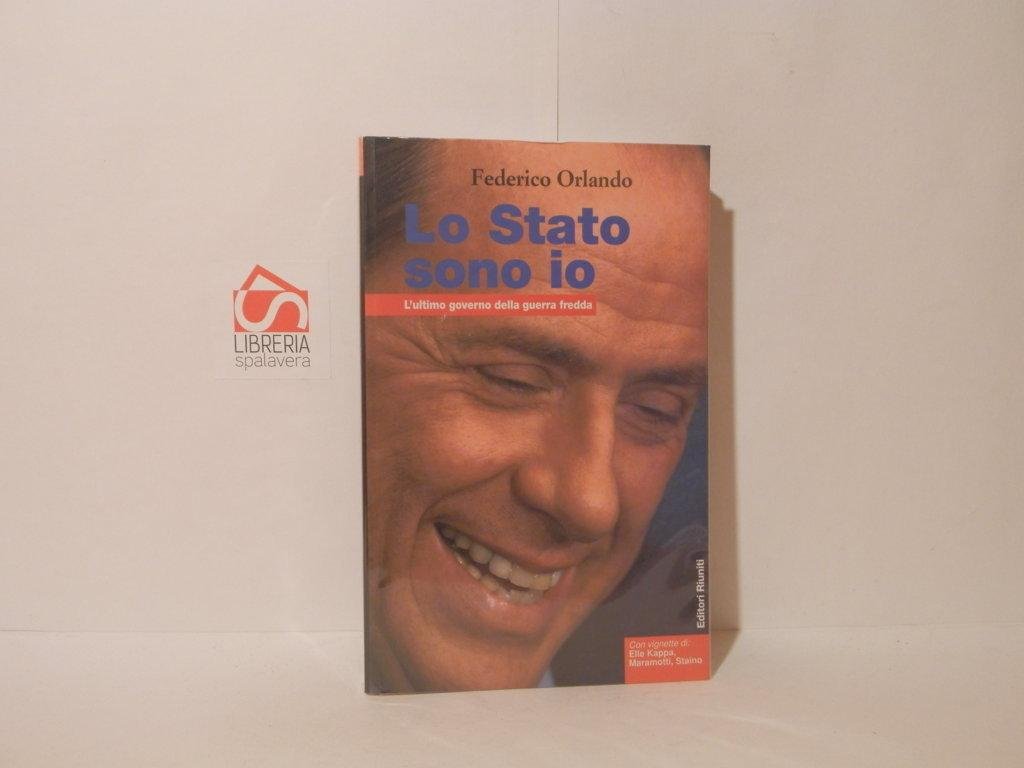 Federico Orlando
Lo Stato
sono io
L'ultimo governo della guerra fredda
LIBRERIA
spalavera
Editori Riuniti
Con vignette di:
Elle Kappa,
Maramotti, Staino